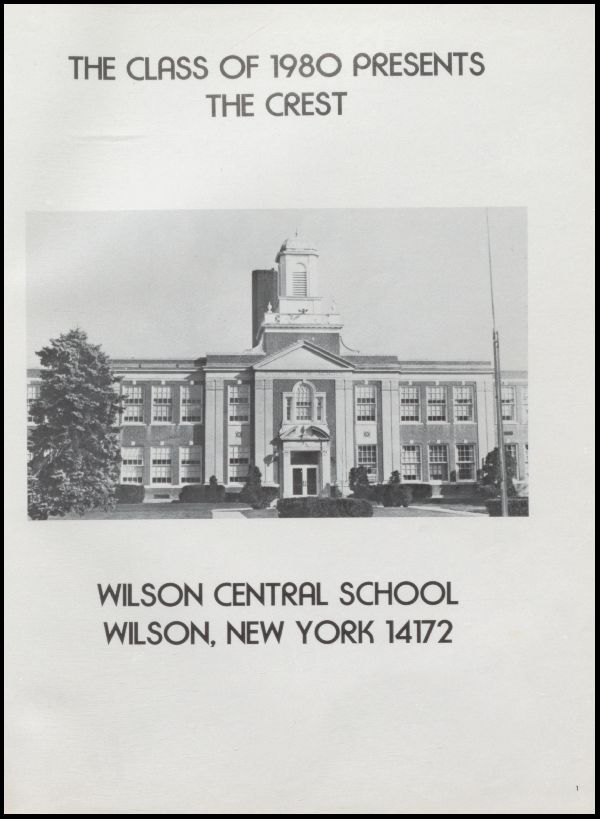 THE CLASS OF 1980 PRESENTS
THE CREST
WILSON CENTRAL SCHOOL
WILSON, NEW YORK 14172
1